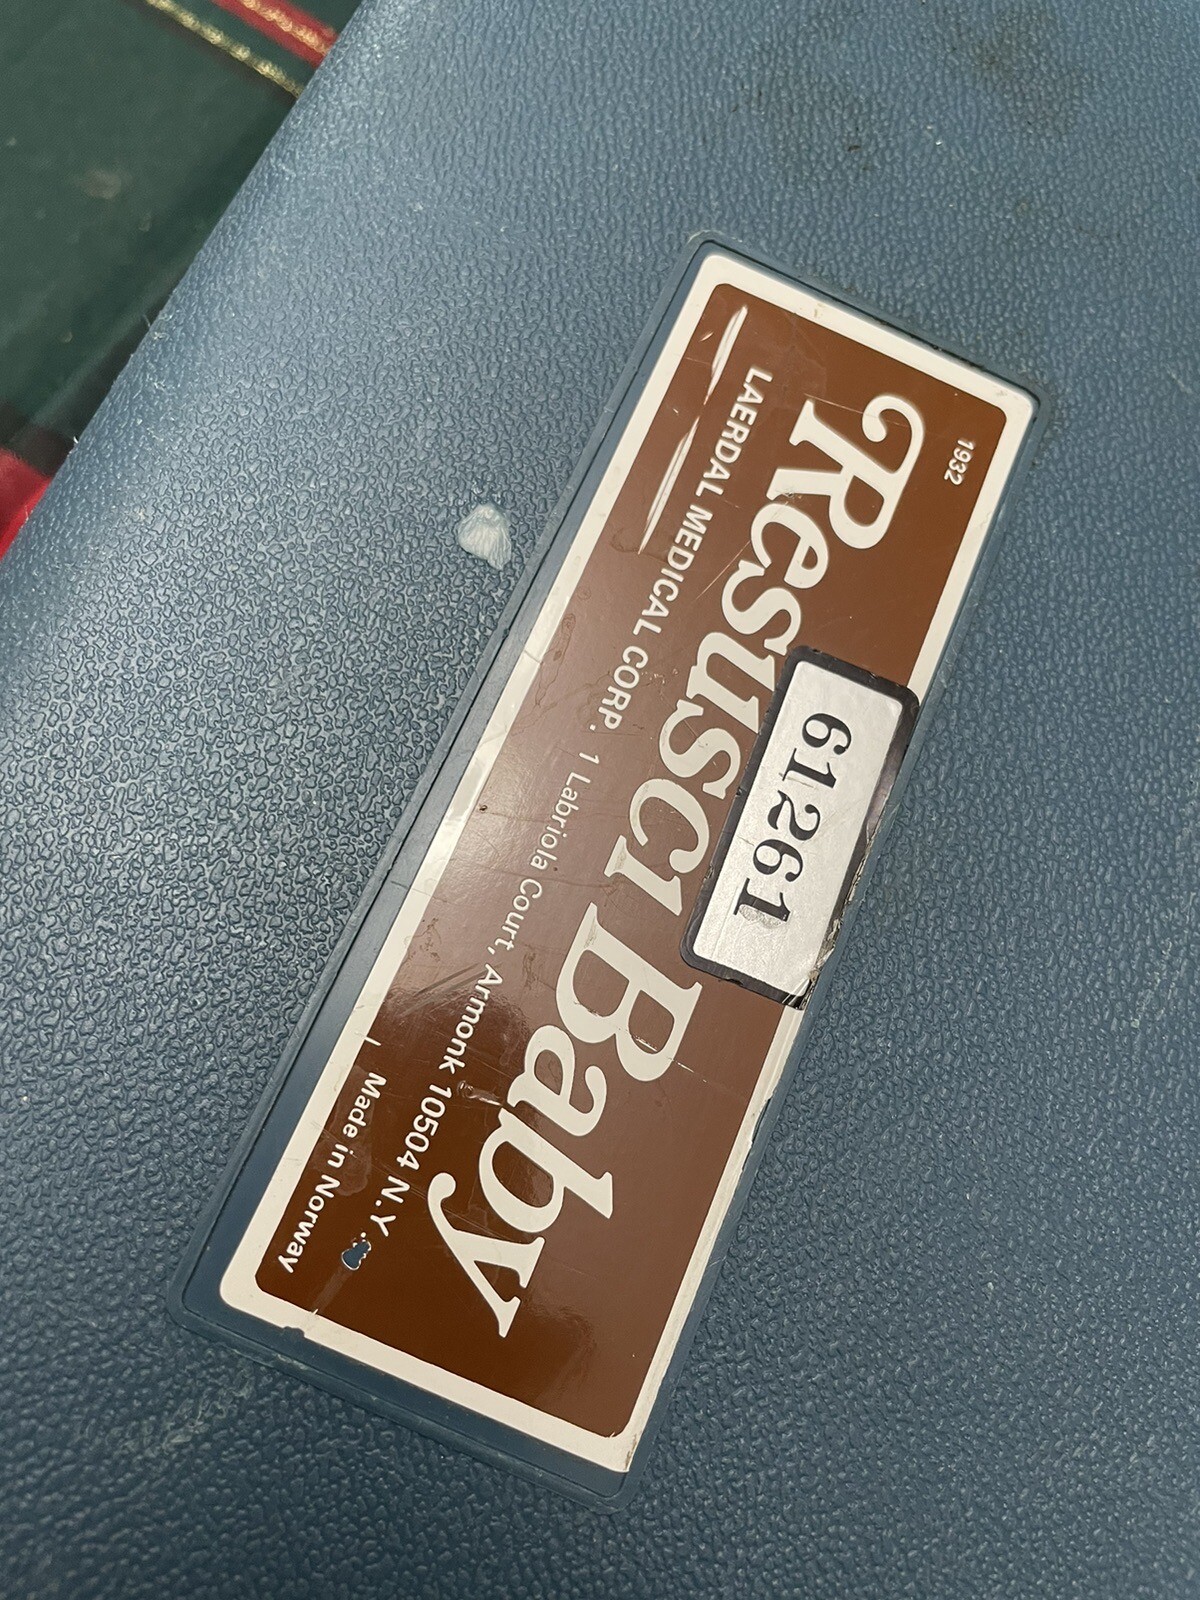 1932
Resusci Baby
61261
LAERDAL MEDICAL CORP. 1 Labriola Court, Armonk 10504 N.Y.
Made in Norway